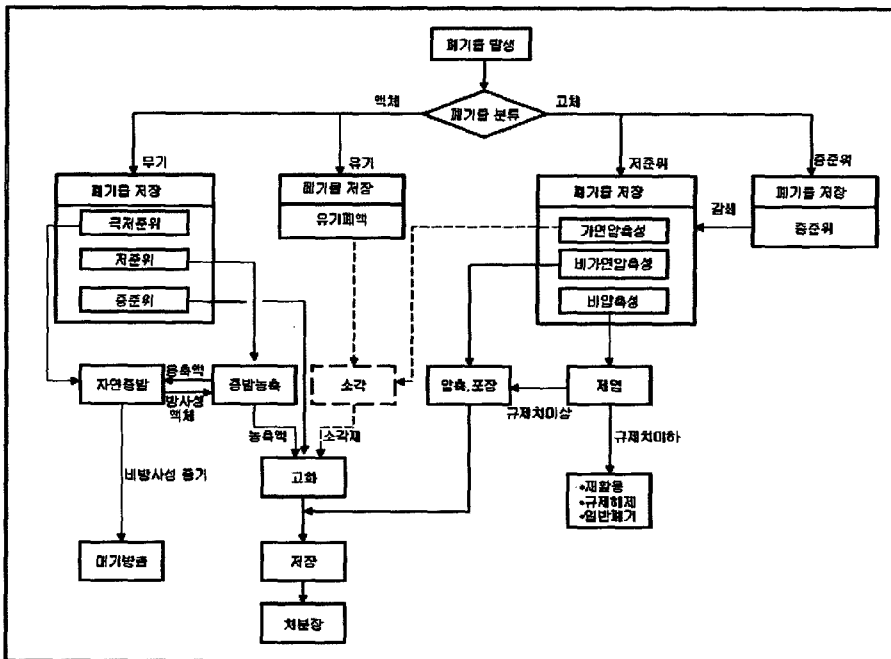 폐기물 발생
액체
폐기물 분류
고체
무기
유기
저준위
중준위
폐기물 저장
극저준위
저준위
중준위
폐기물 저장
유기폐액
폐기물 저장
가연압축성
비가연압축성
비압축성
감쇄
폐기물 저장
중준위
자연증발
응축액
방사성
액체
증발농축
소각
압축,포장
제염
규제치이상
농축액
소각재
규제치이하
비방사성 증기
고화
•재활용
•규제해제
•일반폐기
대기방출
저장
처분장